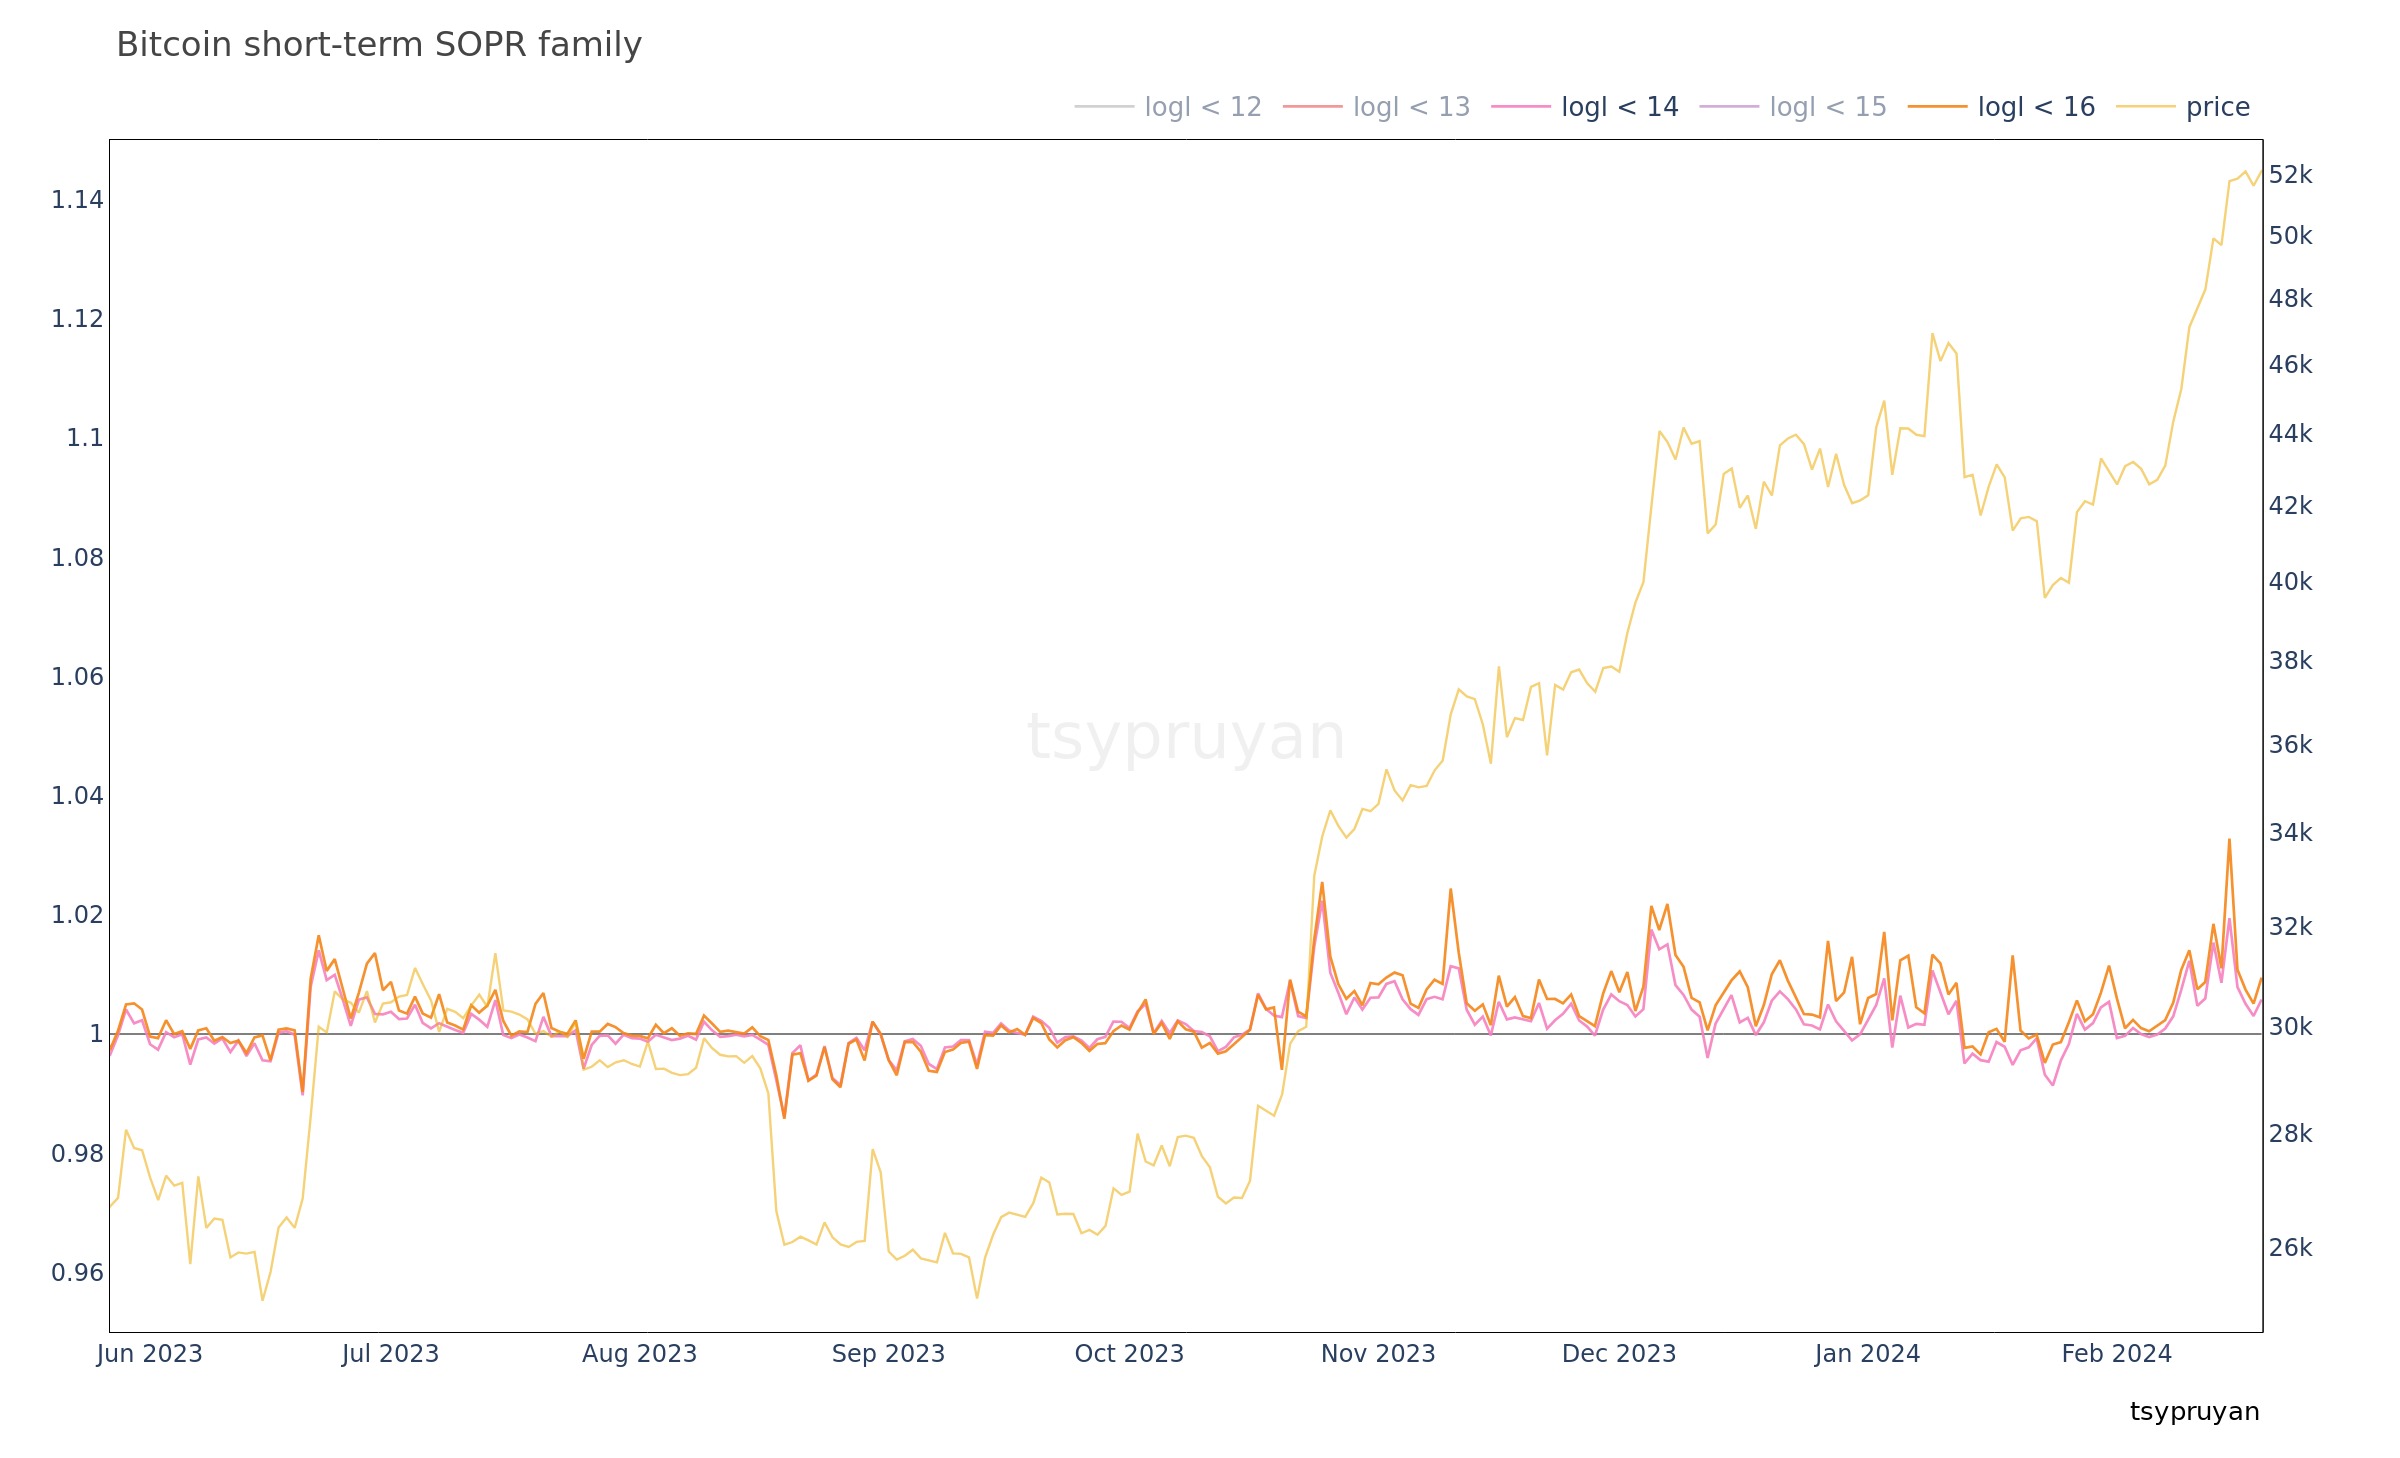 Bitcoin short-term SOPR family
logl < 12 logl < 13 logl < 14 logl < 15 logl < 16 price
1.14
1.12
1.1
1.08
1.06
1.04
1.02
1
0.98
0.96
52k
50k
48k
46k
44k
42k
40k
38k
36k
34k
32k
30k
28k
26k
tsypruyan
Jun 2023 Jul 2023 Aug 2023 Sep 2023 Oct 2023 Nov 2023 Dec 2023 Jan 2024 Feb 2024
tsypruyan